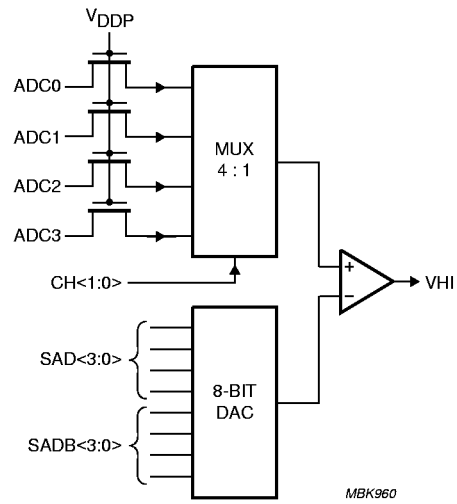 VDDP
ADC0
ADC1
ADC2
ADC3
MUX
4 : 1
CH<1:0>
+
−
VHI
SAD<3:0>
SADB<3:0>
8-BIT
DAC
MBK960